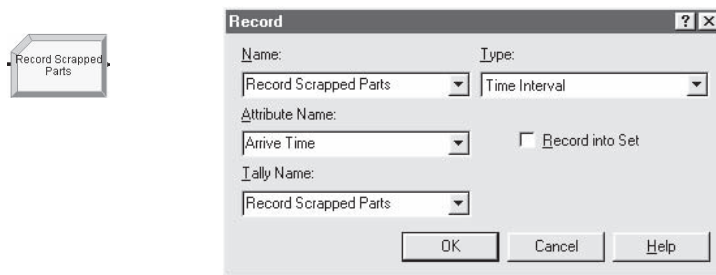 Record Scrapped
Parts
Record
?
Name:
Type:
Record Scrapped Parts
Time Interval
Attribute Name:
Arrive Time
Record into Set
Tally Name:
Record Scrapped Parts
OK
Cancel
Help